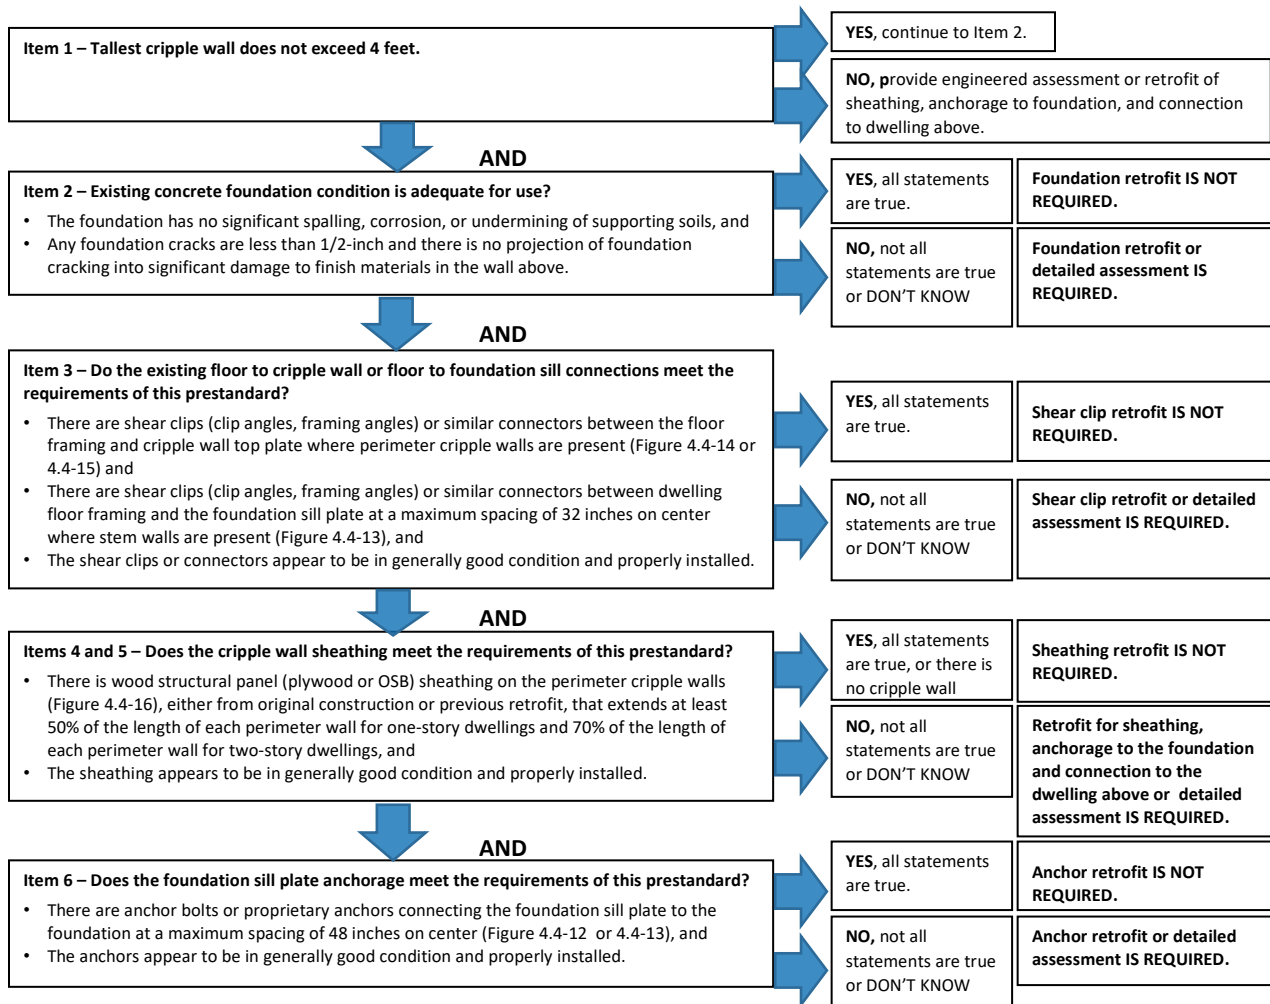 Item 1 – Tallest cripple wall does not exceed 4 feet.
YES, continue to Item 2.
NO, provide engineered assessment or retrofit of
sheathing, anchorage to foundation, and connection
to dwelling above.
AND
Item 2 – Existing concrete foundation condition is adequate for use?
• The foundation has no significant spalling, corrosion, or undermining of supporting soils, and
• Any foundation cracks are less than 1/2-inch and there is no projection of foundation
cracking into significant damage to finish materials in the wall above.
YES, all statements
are true.
Foundation retrofit IS NOT
REQUIRED.
NO, not all
statements are true
or DON’T KNOW
Foundation retrofit or
detailed assessment IS
REQUIRED.
AND
Item 3 – Do the existing floor to cripple wall or floor to foundation sill connections meet the
requirements of this prestandard?
• There are shear clips (clip angles, framing angles) or similar connectors between the floor
framing and cripple wall top plate where perimeter cripple walls are present (Figure 4.4-14 or
4.4-15) and
• There are shear clips (clip angles, framing angles) or similar connectors between dwelling
floor framing and the foundation sill plate at a maximum spacing of 32 inches on center
where stem walls are present (Figure 4.4-13), and
• The shear clips or connectors appear to be in generally good condition and properly installed.
YES, all statements
are true.
Shear clip retrofit IS NOT
REQUIRED.
NO, not all
statements are true
or DON’T KNOW
Shear clip retrofit or detailed
assessment IS REQUIRED.
AND
Items 4 and 5 – Does the cripple wall sheathing meet the requirements of this prestandard?
• There is wood structural panel (plywood or OSB) sheathing on the perimeter cripple walls
(Figure 4.4-16), either from original construction or previous retrofit, that extends at least
50% of the length of each perimeter wall for one-story dwellings and 70% of the length of
each perimeter wall for two-story dwellings, and
• The sheathing appears to be in generally good condition and properly installed.
YES, all statements
are true, or there is
no cripple wall
Sheathing retrofit IS NOT
REQUIRED.
NO, not all
statements are true
or DON’T KNOW
Retrofit for sheathing,
anchorage to the foundation
and connection to the
dwelling above or detailed
assessment IS REQUIRED.
AND
Item 6 – Does the foundation sill plate anchorage meet the requirements of this prestandard?
• There are anchor bolts or proprietary anchors connecting the foundation sill plate to the
foundation at a maximum spacing of 48 inches on center (Figure 4.4-12 or 4.4-13), and
• The anchors appear to be in generally good condition and properly installed.
YES, all statements
are true.
Anchor retrofit IS NOT
REQUIRED.
NO, not all
statements are true
or DON’T KNOW
Anchor retrofit or detailed
assessment IS REQUIRED.